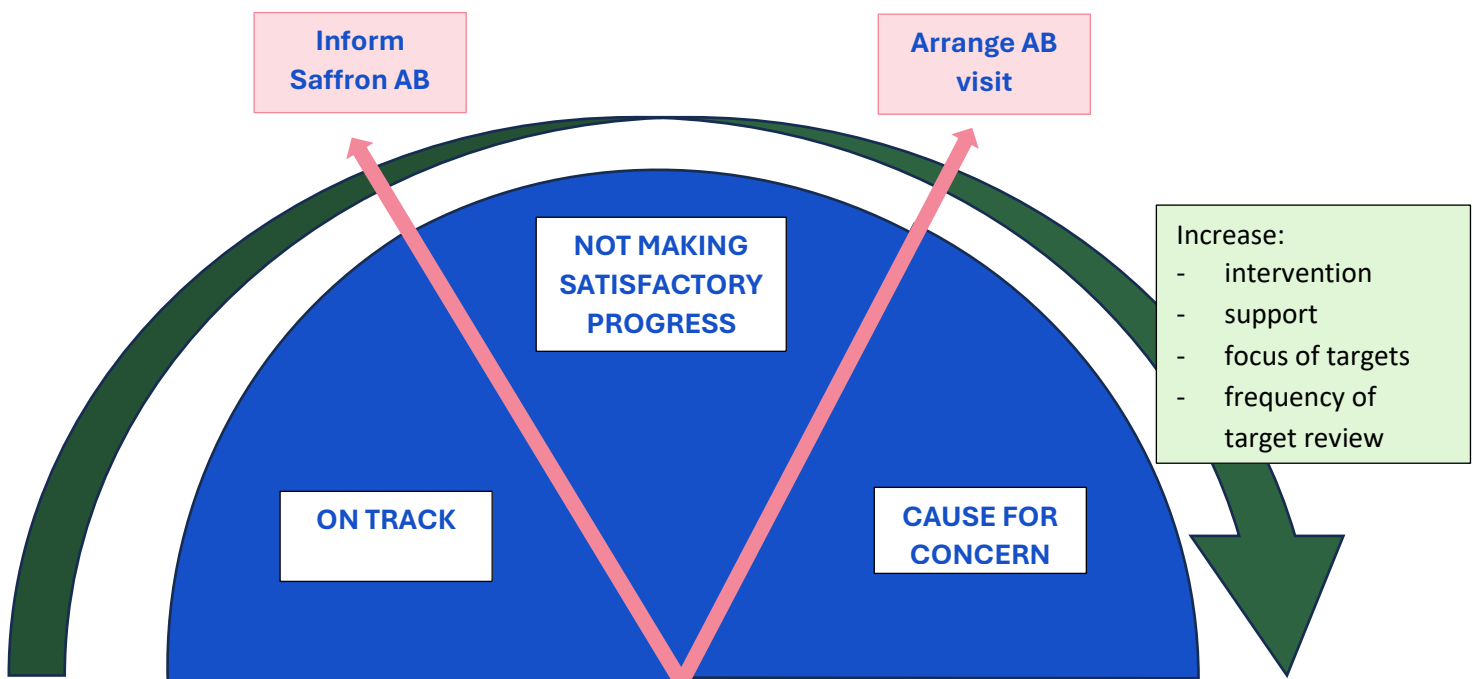 Inform
Saffron AB
Arrange AB
visit
NOT MAKING
SATISFACTORY
PROGRESS
Increase:
- intervention
- support
- focus of targets
- frequency of
target review
ON TRACK
CAUSE FOR
CONCERN